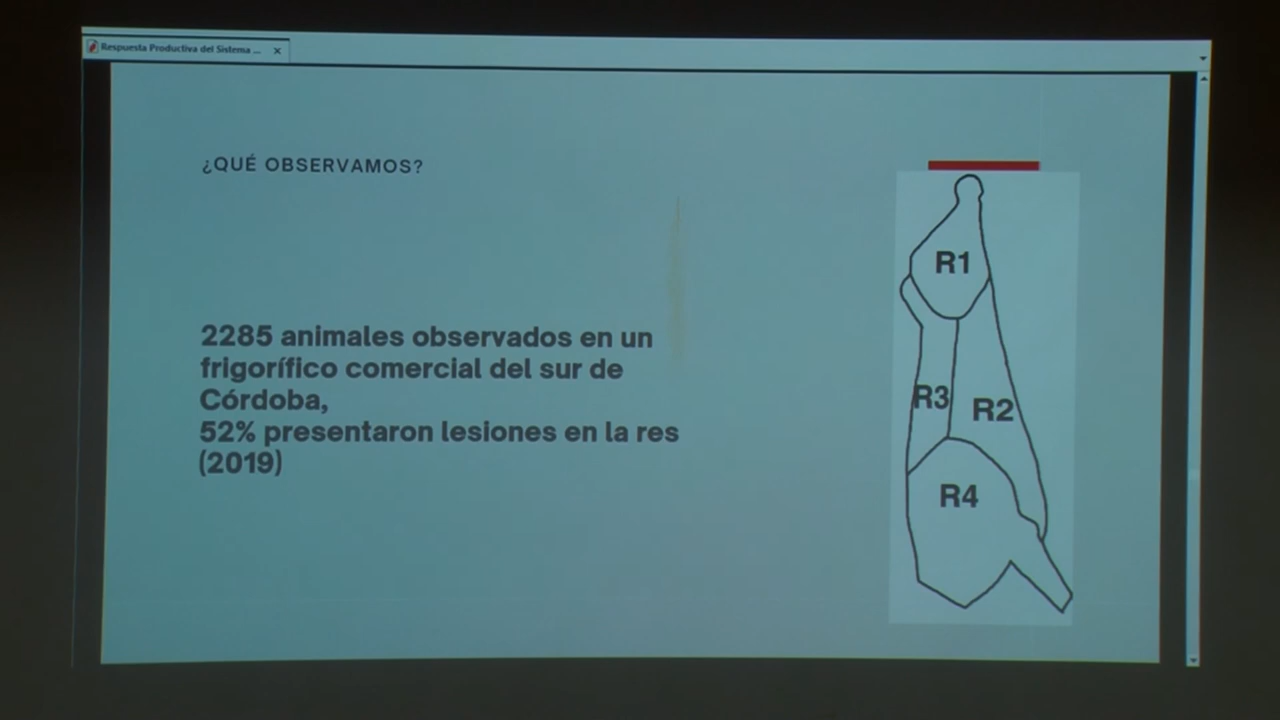 Respuesta Productiva del Sistema ...
¿QUÉ OBSERVAMOS?
2285 animales observados en un
frigorífico comercial del sur de
Córdoba,
52% presentaron lesiones en la res
(2019)
R1
R3
R2
R4